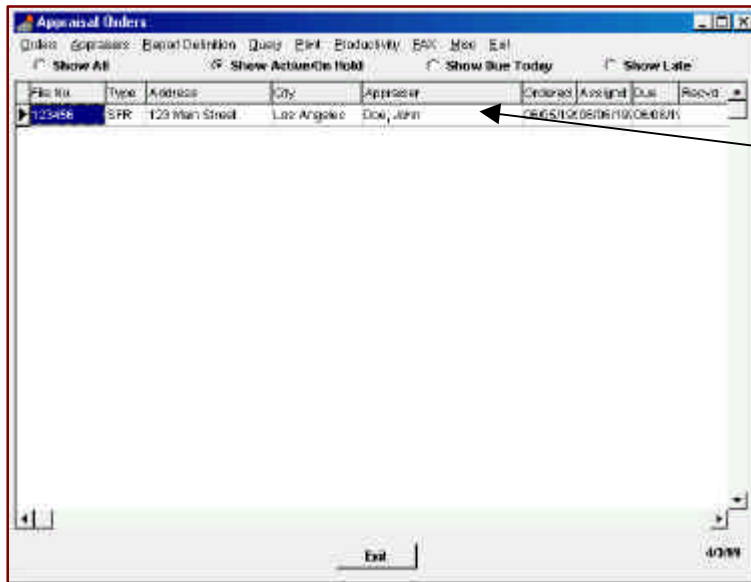 Appraisal Orders
Orders Appraisers Report Definition Query Print Productivity FAX Misc Exit
Show All Show Active/On Hold Show Due Today Show Late
File No. Type Address City Appraiser Ordered Assignd Due Recvd
123456 SFR 123 Main Street Los Angeles Doe, John
Exit